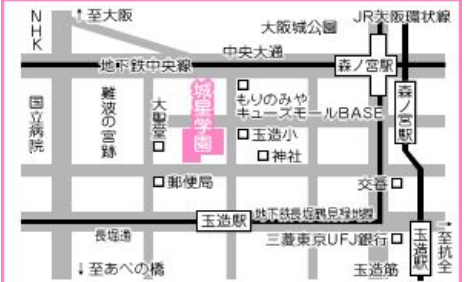 NHK
↑至大阪
大阪城公園
JR大阪環状線
中央大通
地下鉄中央線
森ノ宮駅
城星学園
もりのみや
キューズモールBASE
森ノ宮駅
国立病院
難波の宮跡
大聖堂
玉造小
神社
郵便局
交番
玉造駅
地下鉄長堀鶴見緑地線
長堀通
三菱東京UFJ銀行
玉造駅
→至杭全
↓至あべの橋
玉造筋